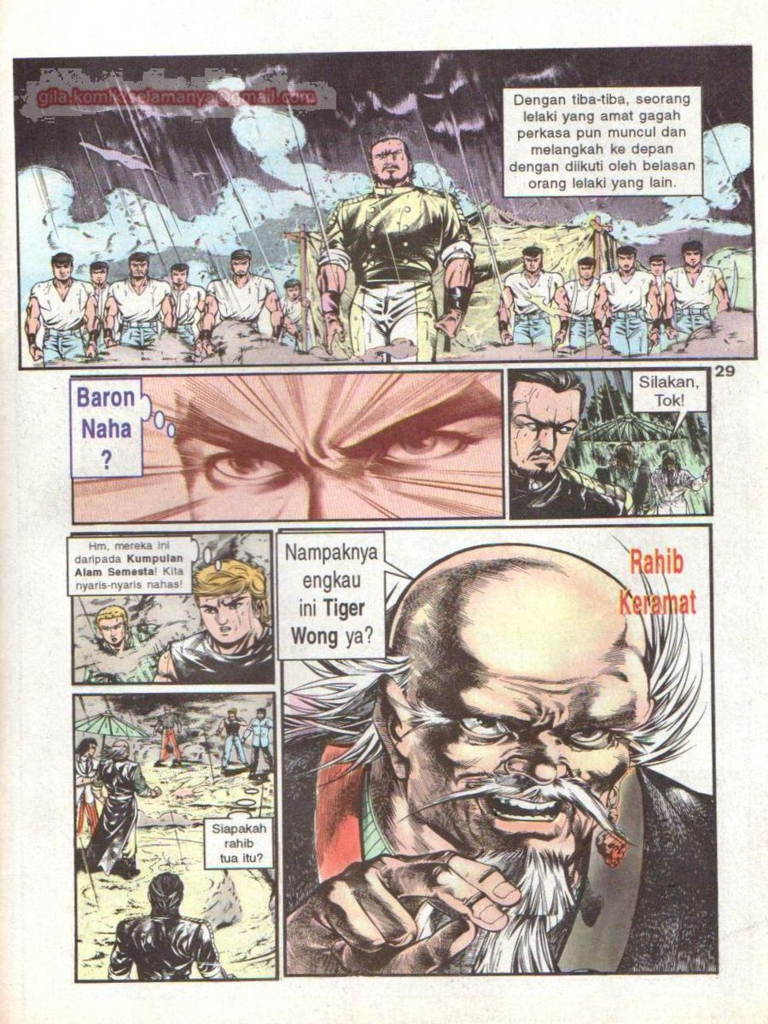 gila.komikselamanya@gmail.com
Dengan tiba-tiba, seorang
lelaki yang amat gagah
perkasa pun muncul dan
melangkah ke depan
dengan diikuti oleh belasan
orang lelaki yang lain.
29
Baron
Naha
?
Silakan,
Tok!
Hm, mereka ini
daripada Kumpulan
Alam Semesta! Kita
nyaris-nyaris nahas!
Nampaknya
engkau
ini Tiger
Wong ya?
Rahib
Keramat
Siapakah
rahib
tua itu?